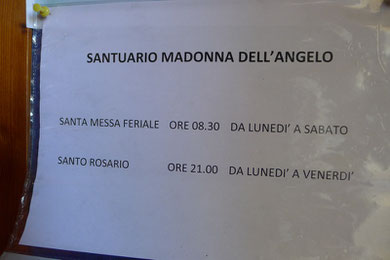 SANTUARIO MADONNA DELL'ANGELO
SANTA MESSA FERIALE ORE 08.30 DA LUNEDI' A SABATO
SANTO ROSARIO ORE 21.00 DA LUNEDI' A VENERDI'